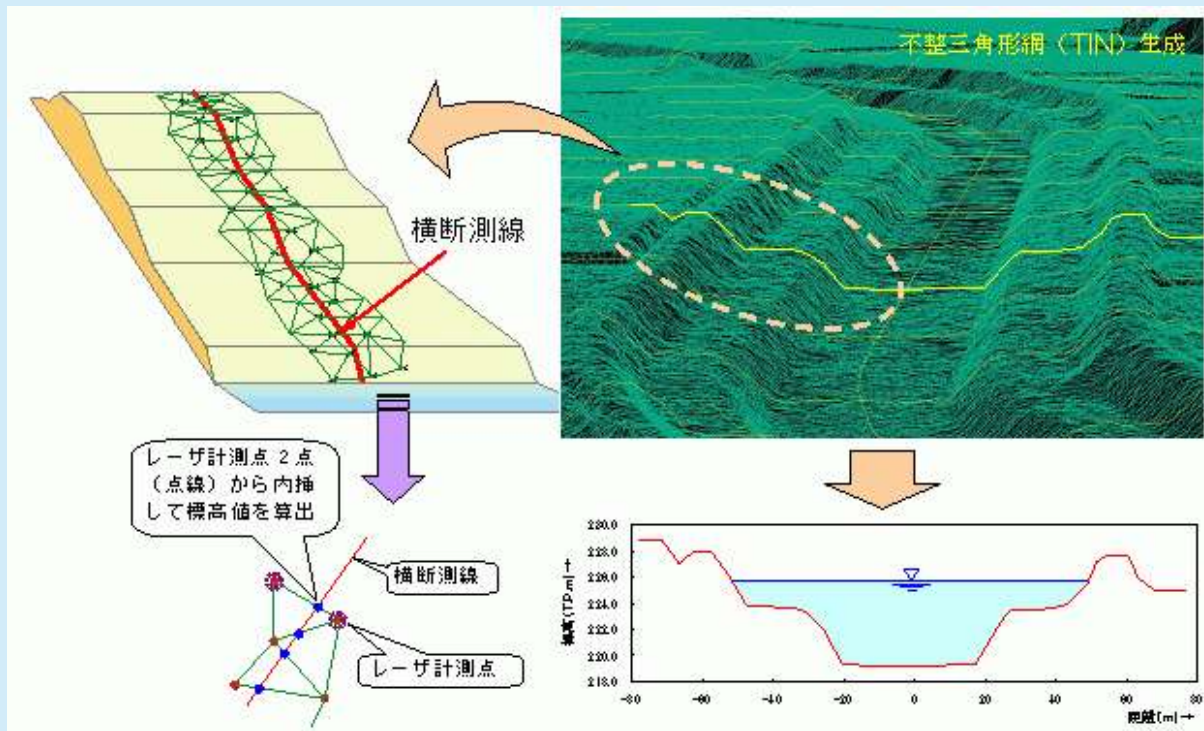 不整三角形網（TIN）生成
横断測線
レーザ計測点２点
（点線）から内挿
して標高値を算出
横断測線
レーザ計測点
標高(T.P.m)→
230.0
228.0
226.0
224.0
222.0
220.0
218.0
-80
-60
-40
-20
0
20
40
60
80
距離(m)→